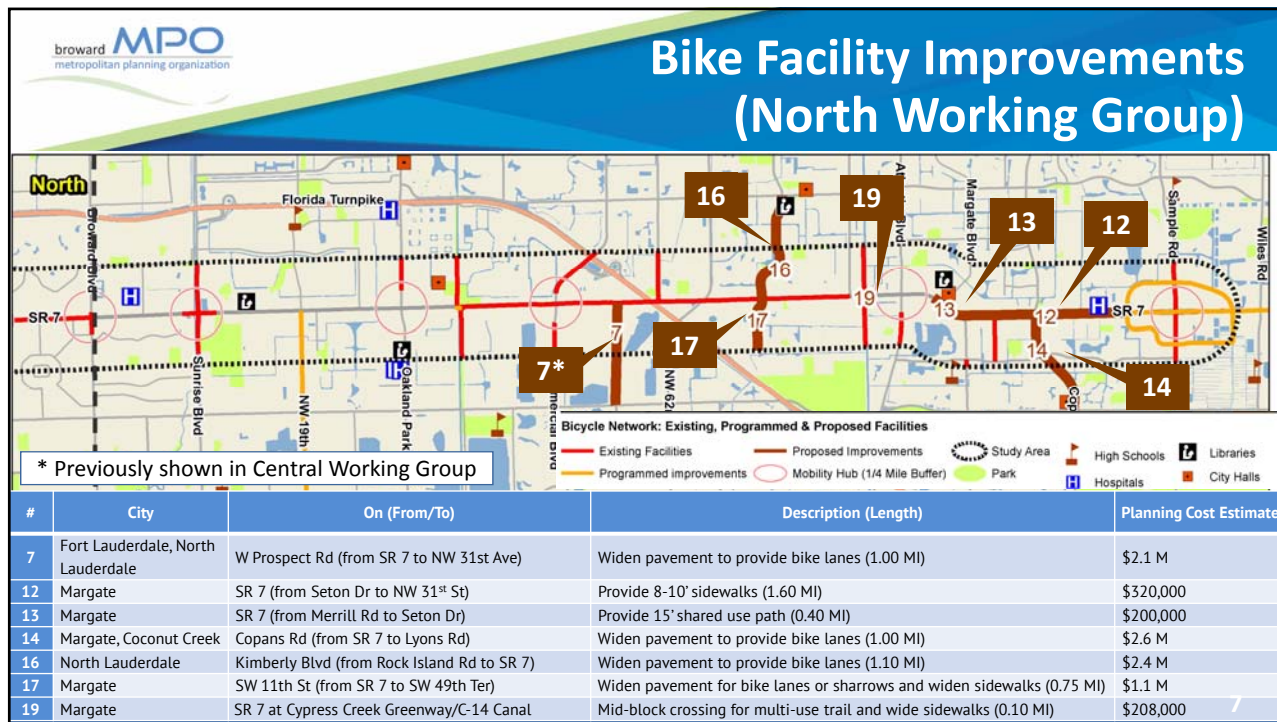 broward MPO
metropolitan planning organization
Bike Facility Improvements
(North Working Group)
North
Florida Turnpike
Broward Blvd
SR 7
Sunrise Blvd
NW 19th
Oakland Park
NW 62
Margate Blvd
Sample Rd
Wiles Rd
SR 7
16
19
13
12
17
7*
14
16
19
13
12
7
17
14
* Previously shown in Central Working Group
Bicycle Network: Existing, Programmed & Proposed Facilities
Existing Facilities
Proposed Improvements
Study Area
High Schools
Libraries
Programmed improvements
Mobility Hub (1/4 Mile Buffer)
Park
Hospitals
City Halls
# City On (From/To) Description (Length) Planning Cost Estimate
7 Fort Lauderdale, North Lauderdale W Prospect Rd (from SR 7 to NW 31st Ave) Widen pavement to provide bike lanes (1.00 MI) $2.1 M
12 Margate SR 7 (from Seton Dr to NW 31st St) Provide 8-10’ sidewalks (1.60 MI) $320,000
13 Margate SR 7 (from Merrill Rd to Seton Dr) Provide 15’ shared use path (0.40 MI) $200,000
14 Margate, Coconut Creek Copans Rd (from SR 7 to Lyons Rd) Widen pavement to provide bike lanes (1.00 MI) $2.6 M
16 North Lauderdale Kimberly Blvd (from Rock Island Rd to SR 7) Widen pavement to provide bike lanes (1.10 MI) $2.4 M
17 Margate SW 11th St (from SR 7 to SW 49th Ter) Widen pavement for bike lanes or sharrows and widen sidewalks (0.75 MI) $1.1 M
19 Margate SR 7 at Cypress Creek Greenway/C-14 Canal Mid-block crossing for multi-use trail and wide sidewalks (0.10 MI) $208,000
7